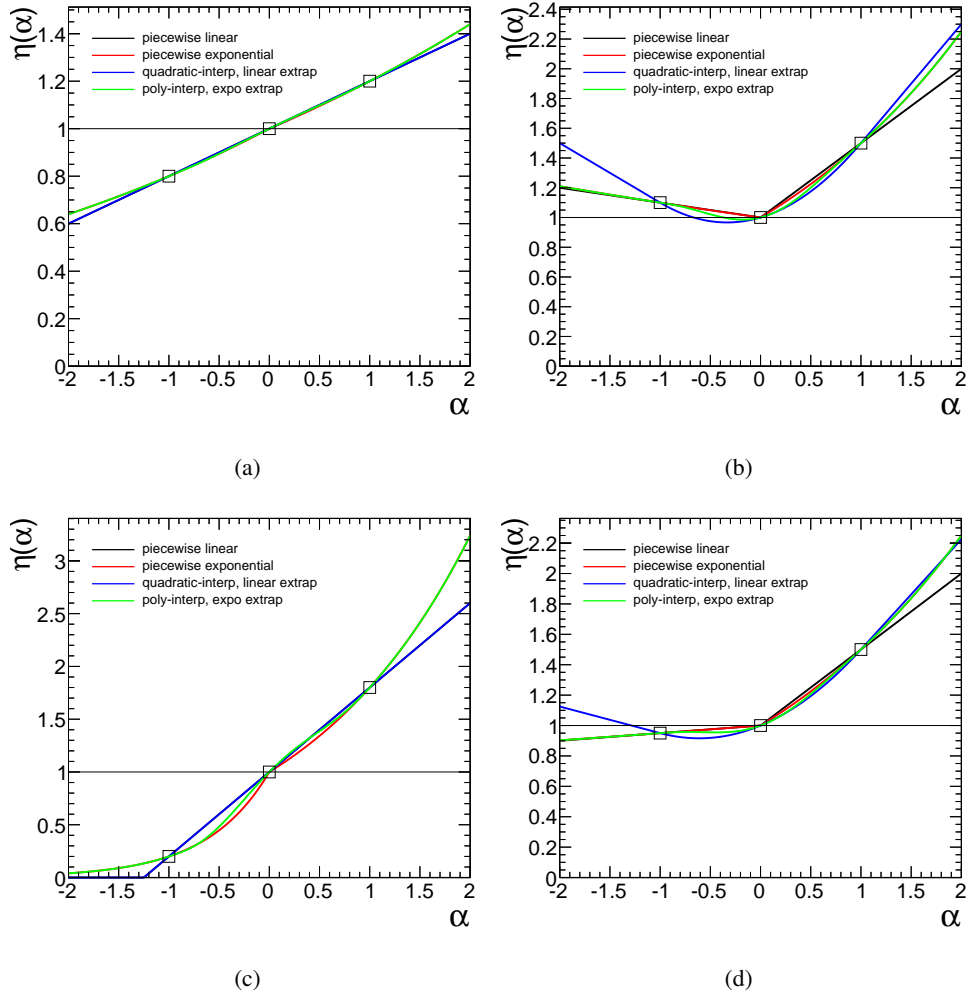 η(α)
1.4
1.2
1
0.8
0.6
0.4
0.2
0
piecewise linear
piecewise exponential
quadratic-interp, linear extrap
poly-interp, expo extrap
-2 -1.5 -1 -0.5 0 0.5 1 1.5 2
α
(a)
η(α)
2.4
2.2
2
1.8
1.6
1.4
1.2
1
0.8
0.6
0.4
0.2
0
piecewise linear
piecewise exponential
quadratic-interp, linear extrap
poly-interp, expo extrap
-2 -1.5 -1 -0.5 0 0.5 1 1.5 2
α
(b)
η(α)
3
2.5
2
1.5
1
0.5
0
piecewise linear
piecewise exponential
quadratic-interp, linear extrap
poly-interp, expo extrap
-2 -1.5 -1 -0.5 0 0.5 1 1.5 2
α
(c)
η(α)
2.2
2
1.8
1.6
1.4
1.2
1
0.8
0.6
0.4
0.2
0
piecewise linear
piecewise exponential
quadratic-interp, linear extrap
poly-interp, expo extrap
-2 -1.5 -1 -0.5 0 0.5 1 1.5 2
α
(d)